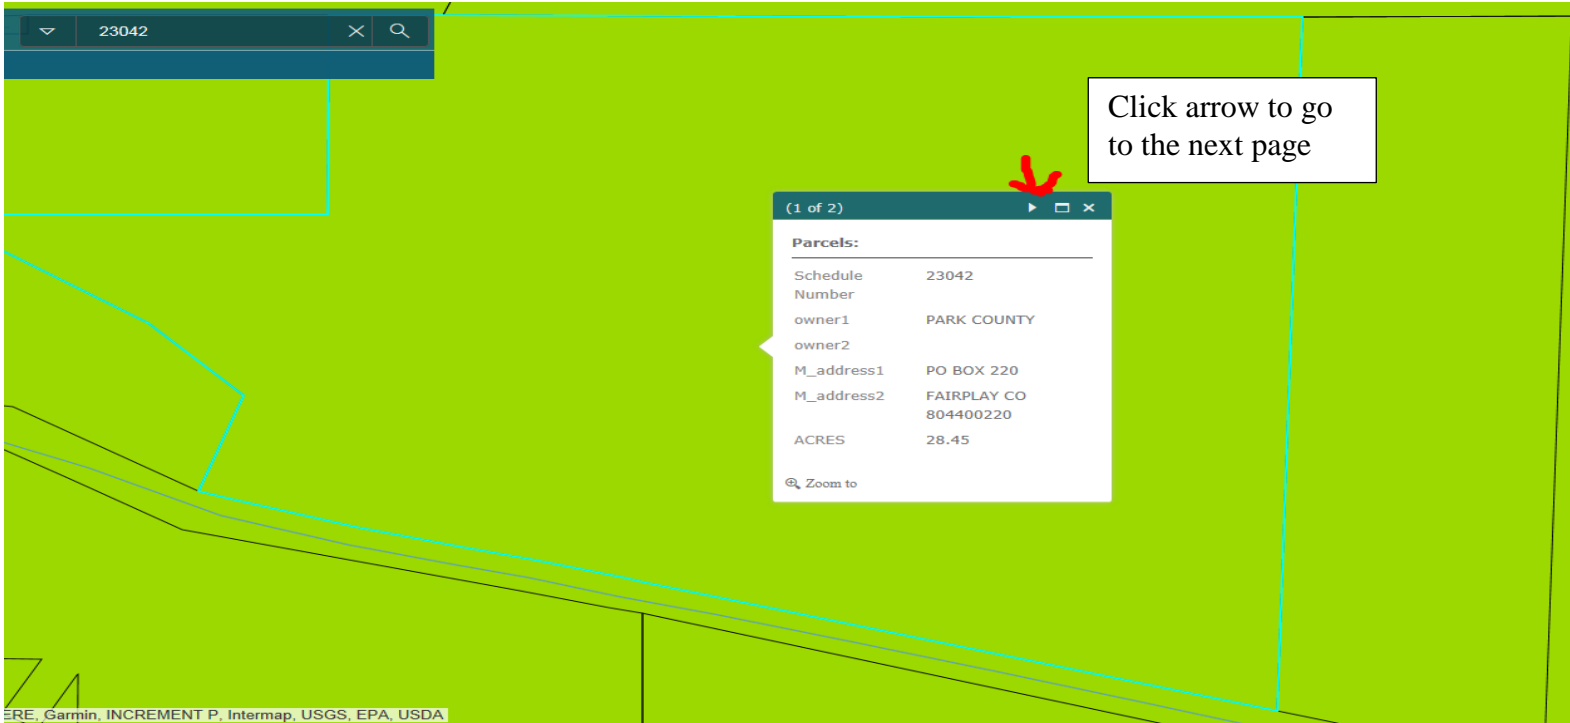 23042
Click arrow to go
to the next page
(1 of 2)
Parcels:
Schedule Number 23042
owner1 PARK COUNTY
owner2
M_address1 PO BOX 220
M_address2 FAIRPLAY CO
804400220
ACRES 28.45
Zoom to
ERE, Garmin, INCREMENT P, Intermap, USGS, EPA, USDA